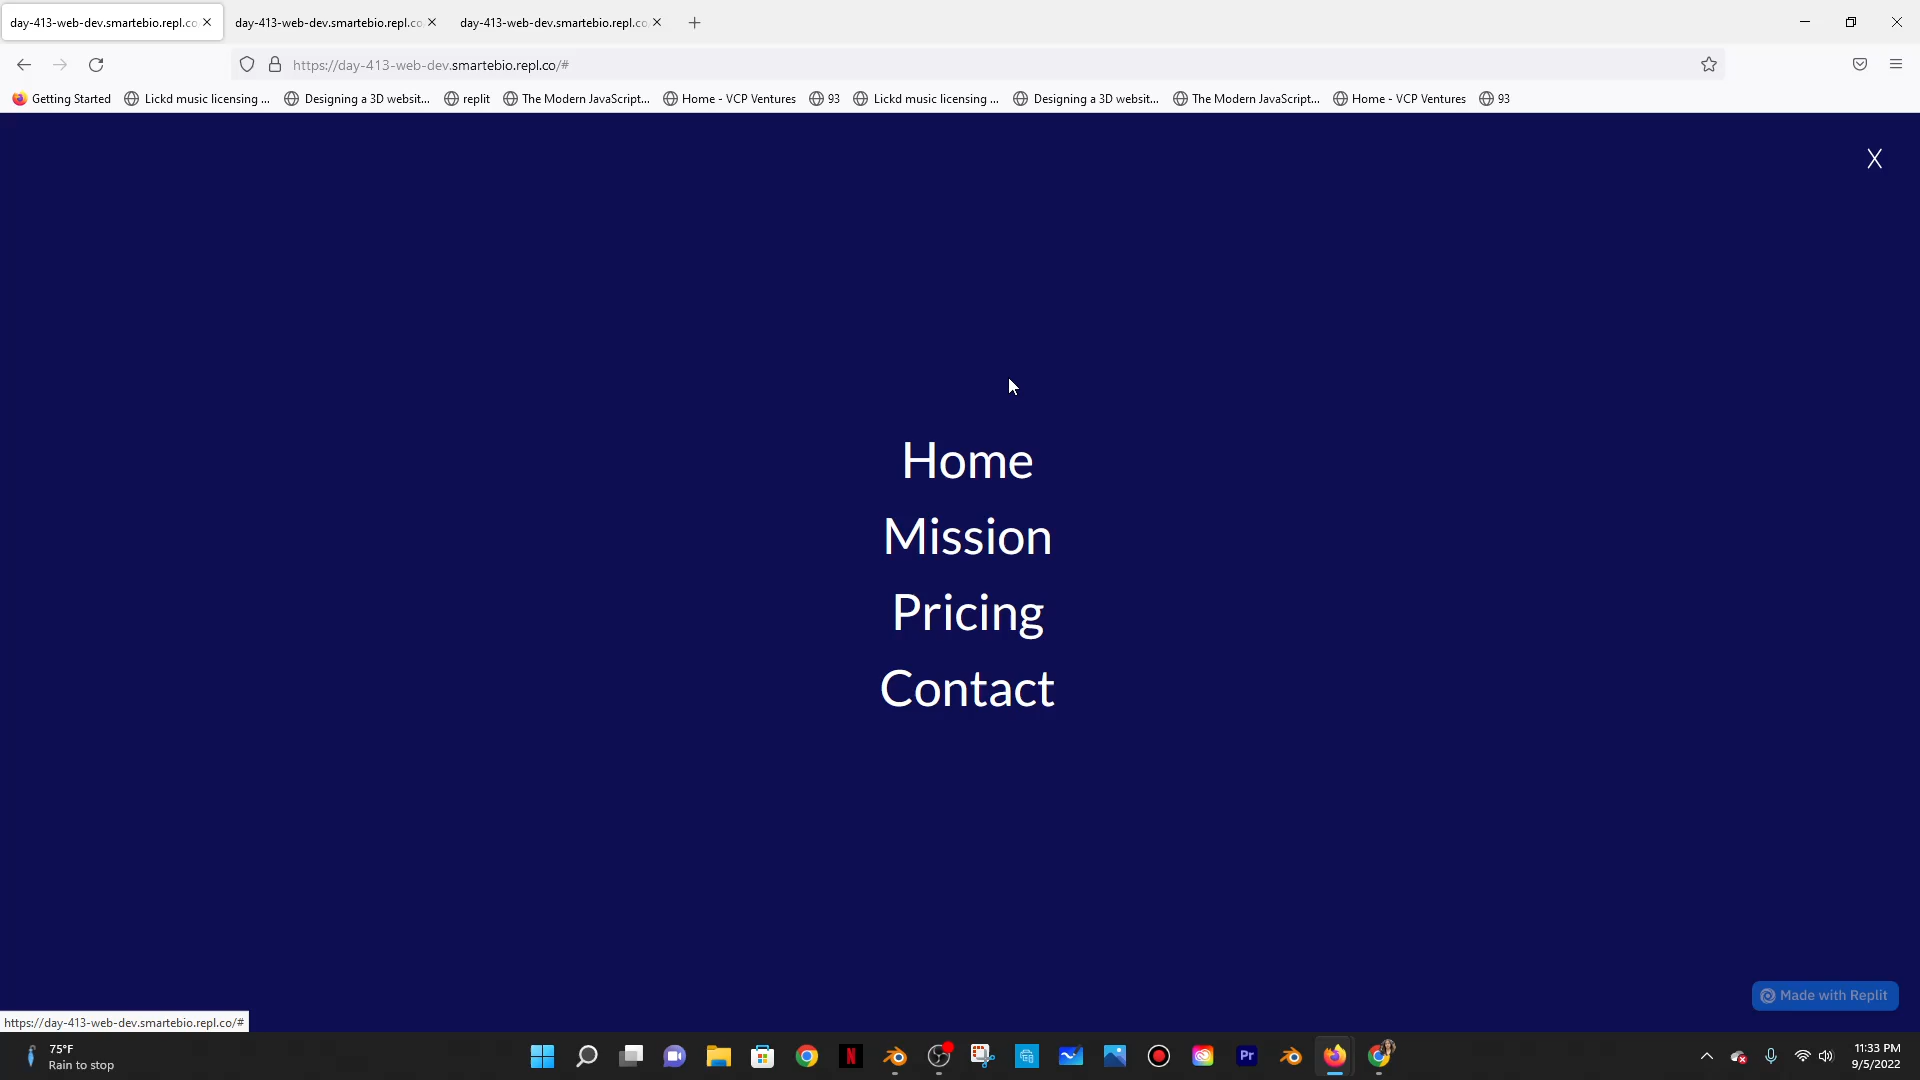 day-413-web-dev.smartebio.repl.co
day-413-web-dev.smartebio.repl.co
day-413-web-dev.smartebio.repl.co
https://day-413-web-dev.smartebio.repl.co/#
Getting Started
Lickd music licensing ...
Designing a 3D websit...
replit
The Modern JavaScript...
Home - VCP Ventures
93
Lickd music licensing ...
Designing a 3D websit...
The Modern JavaScript...
Home - VCP Ventures
93
X
Home
Mission
Pricing
Contact
Made with Replit
https://day-413-web-dev.smartebio.repl.co/#
75°F
Rain to stop
N
Pr
11:33 PM
9/5/2022